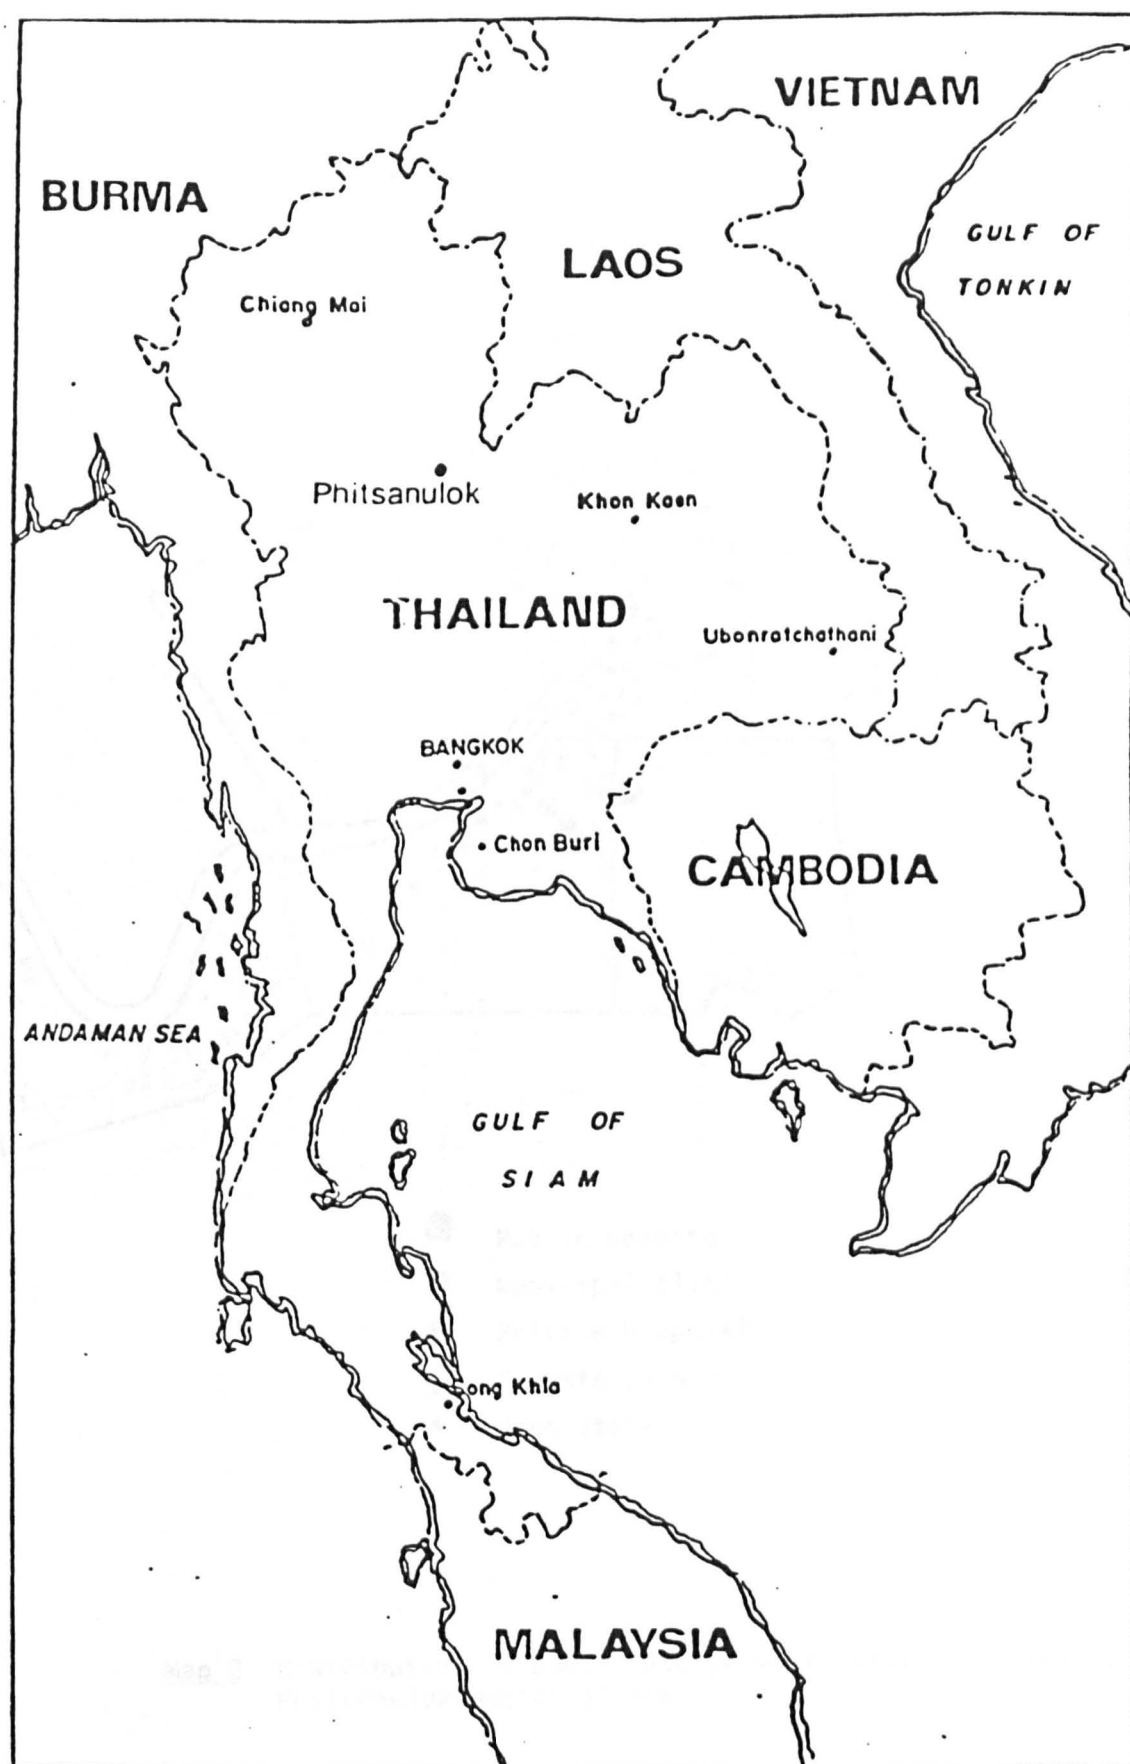 VIETNAM
BURMA
GULF OF
TONKIN
LAOS
Chiang Mai
Phitsanulok
Khon Kaen
THAILAND
Ubonratchathani
BANGKOK
Chon Buri
CAMBODIA
ANDAMAN SEA
GULF OF
SIAM
ong Khla
MALAYSIA